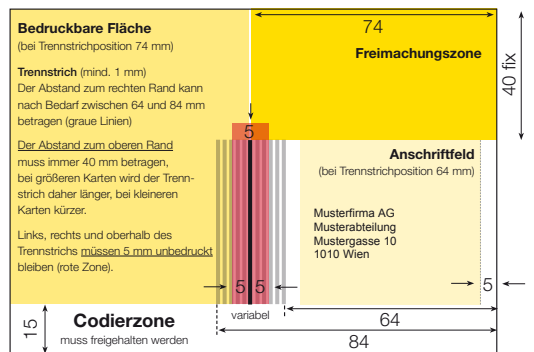 Bedruckbare Fläche
(bei Trennstrichposition 74 mm)
Trennstrich (mind. 1 mm)
Der Abstand zum rechten Rand kann
nach Bedarf zwischen 64 und 84 mm
betragen (graue Linien)
Der Abstand zum oberen Rand
muss immer 40 mm betragen,
bei größeren Karten wird der Trenn-
strich daher länger, bei kleineren
Karten kürzer.
Links, rechts und oberhalb des
Trennstrichs müssen 5 mm unbedruckt
bleiben (rote Zone).
74
Freimachungszone
40 fix
5
Anschriftfeld
(bei Trennstrichposition 64 mm)
Musterfirma AG
Musterabteilung
Mustergasse 10
1010 Wien
5 5
5
15
Codierzone
muss freigehalten werden
variabel
64
84